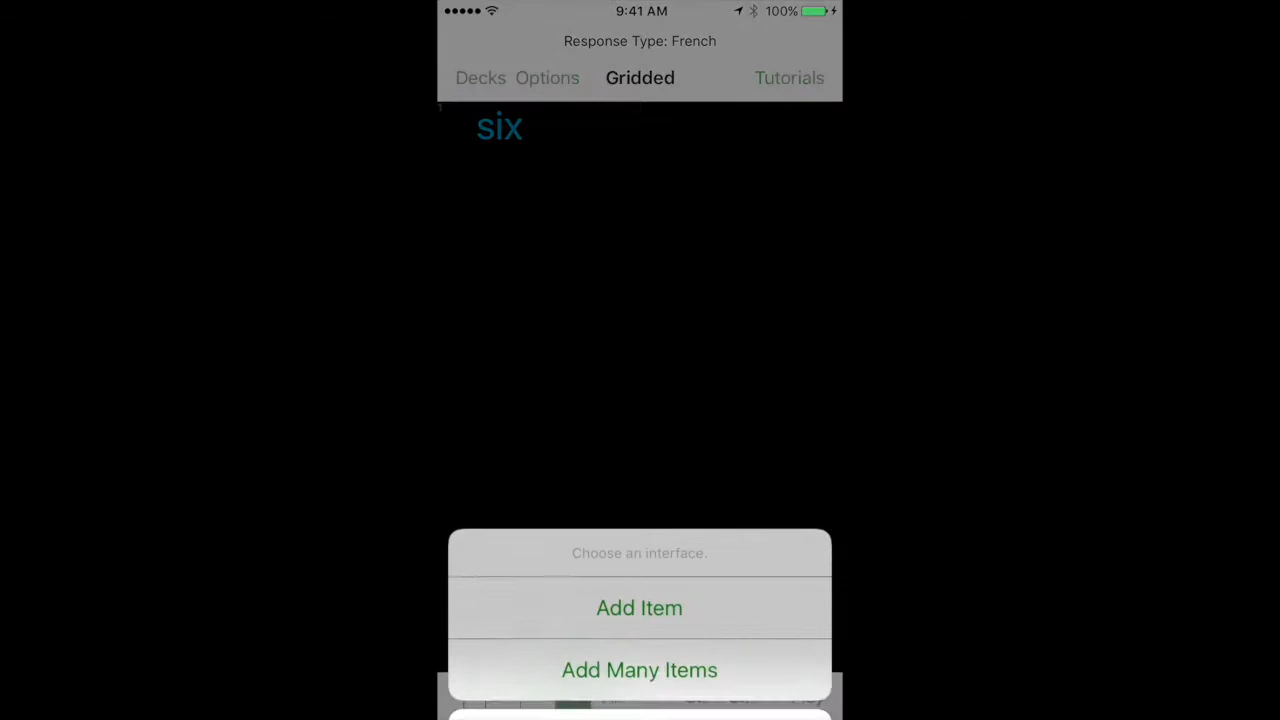 9:41 AM 100%
Response Type: French
Decks Options Gridded Tutorials
1
six
Choose an interface.
Add Item
Add Many Items